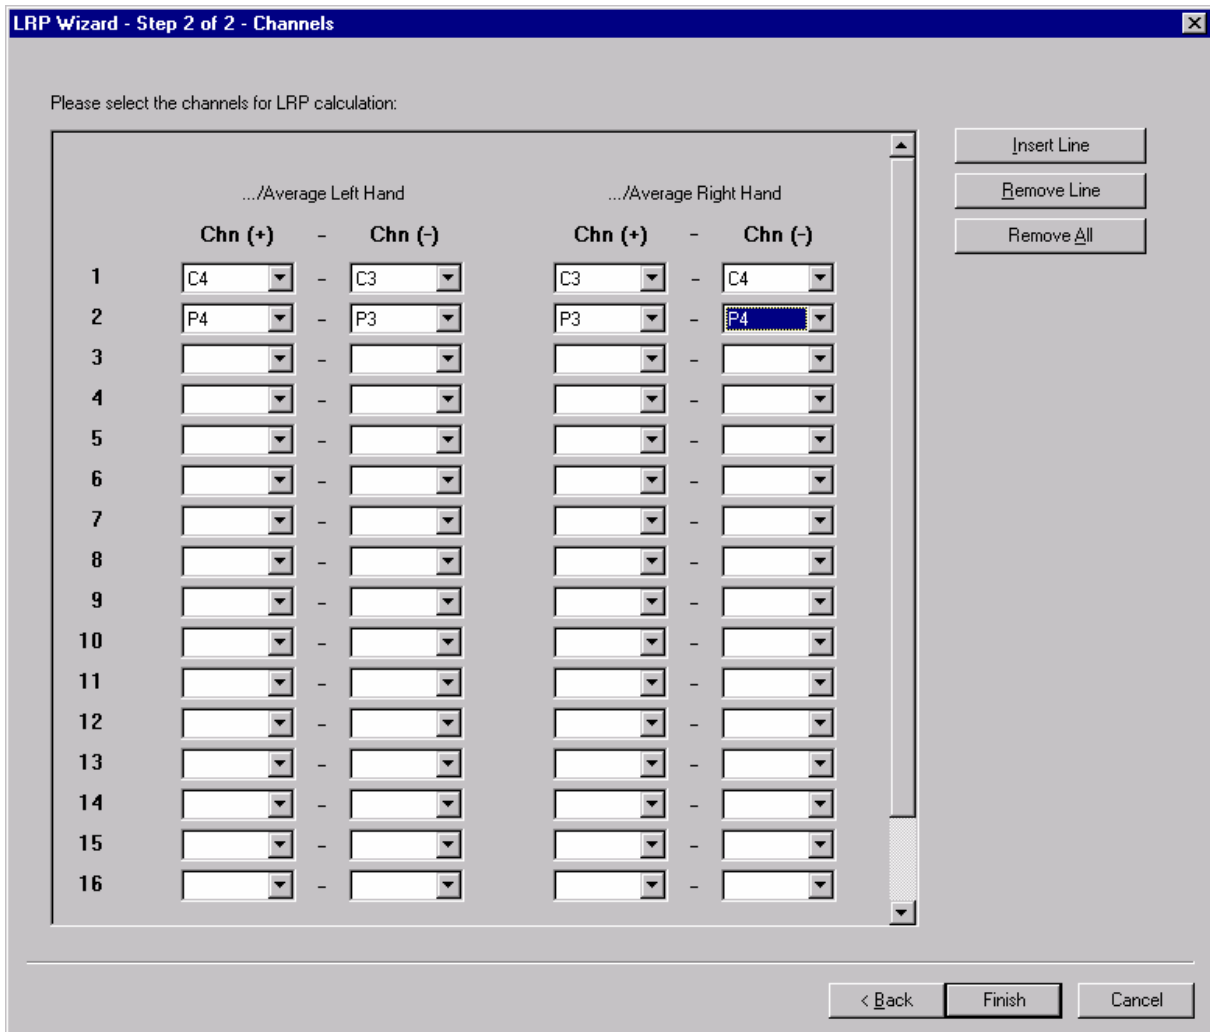 LRP Wizard - Step 2 of 2 - Channels
Please select the channels for LRP calculation:
Insert Line
Remove Line
Remove All
.../Average Left Hand .../Average Right Hand
Chn (+) - Chn (-) Chn (+) - Chn (-)
1 C4 - C3 C3 - C4
2 P4 - P3 P3 - P4
3 - -
4 - -
5 - -
6 - -
7 - -
8 - -
9 - -
10 - -
11 - -
12 - -
13 - -
14 - -
15 - -
16 - -
< Back Finish Cancel